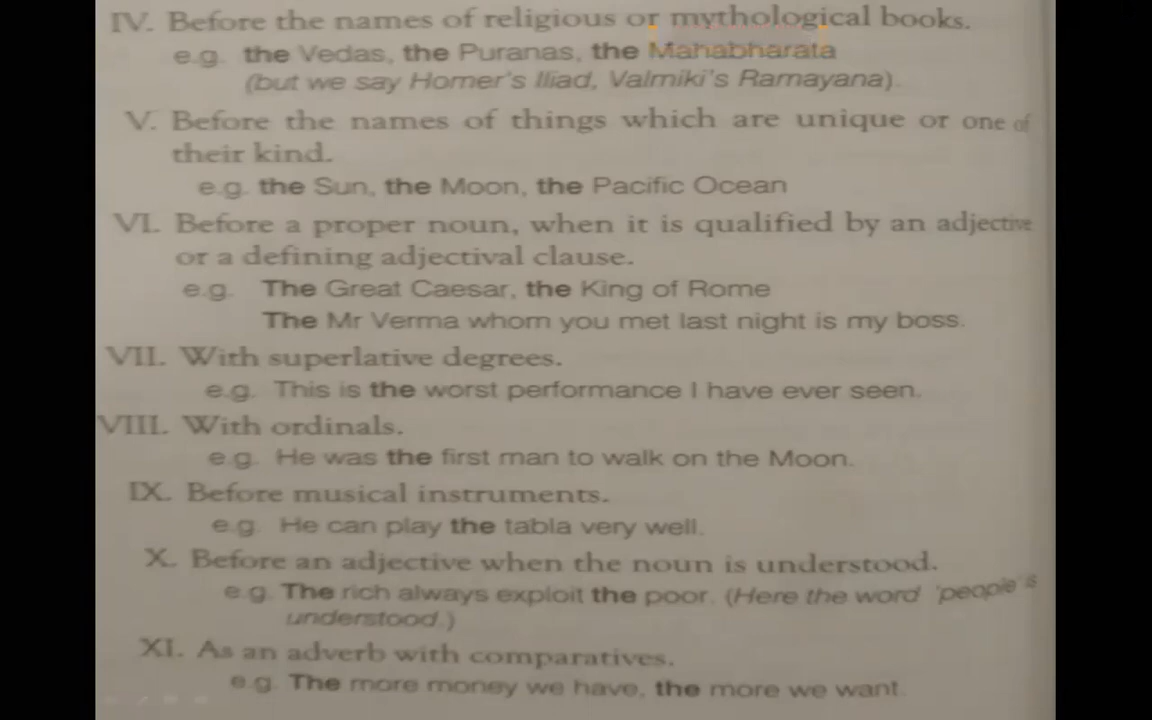 IV. Before the names of religious or mythological books.
e.g. the Vedas, the Puranas, the Mahabharata
(but we say Homer's Iliad, Valmiki's Ramayana).
V. Before the names of things which are unique or one of
their kind.
e.g. the Sun, the Moon, the Pacific Ocean
VI. Before a proper noun, when it is qualified by an adjective
or a defining adjectival clause.
e.g. The Great Caesar, the King of Rome
The Mr Verma whom you met last night is my boss.
VII. With superlative degrees.
e.g. This is the worst performance I have ever seen.
VIII. With ordinals.
e.g. He was the first man to walk on the Moon.
IX. Before musical instruments.
e.g. He can play the tabla very well.
X. Before an adjective when the noun is understood.
e.g. The rich always exploit the poor. (Here the word 'people' is
understood.)
XI. As an adverb with comparatives.
e.g. The more money we have, the more we want